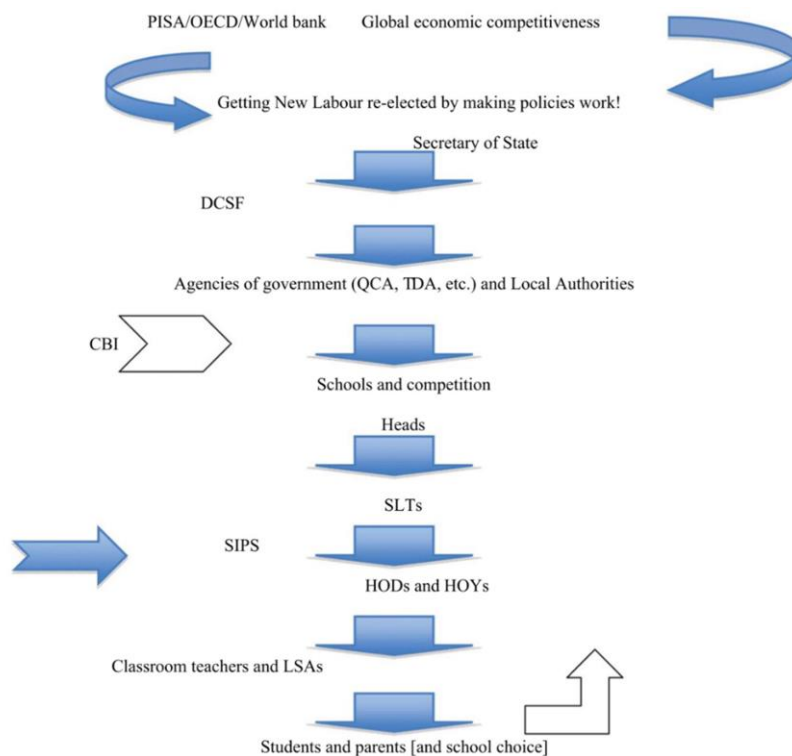 PISA/OECD/World bank Global economic competitiveness
Getting New Labour re-elected by making policies work!
Secretary of State
DCSF
Agencies of government (QCA, TDA, etc.) and Local Authorities
CBI
Schools and competition
Heads
SLTs
SIPS
HODs and HOYs
Classroom teachers and LSAs
Students and parents [and school choice]